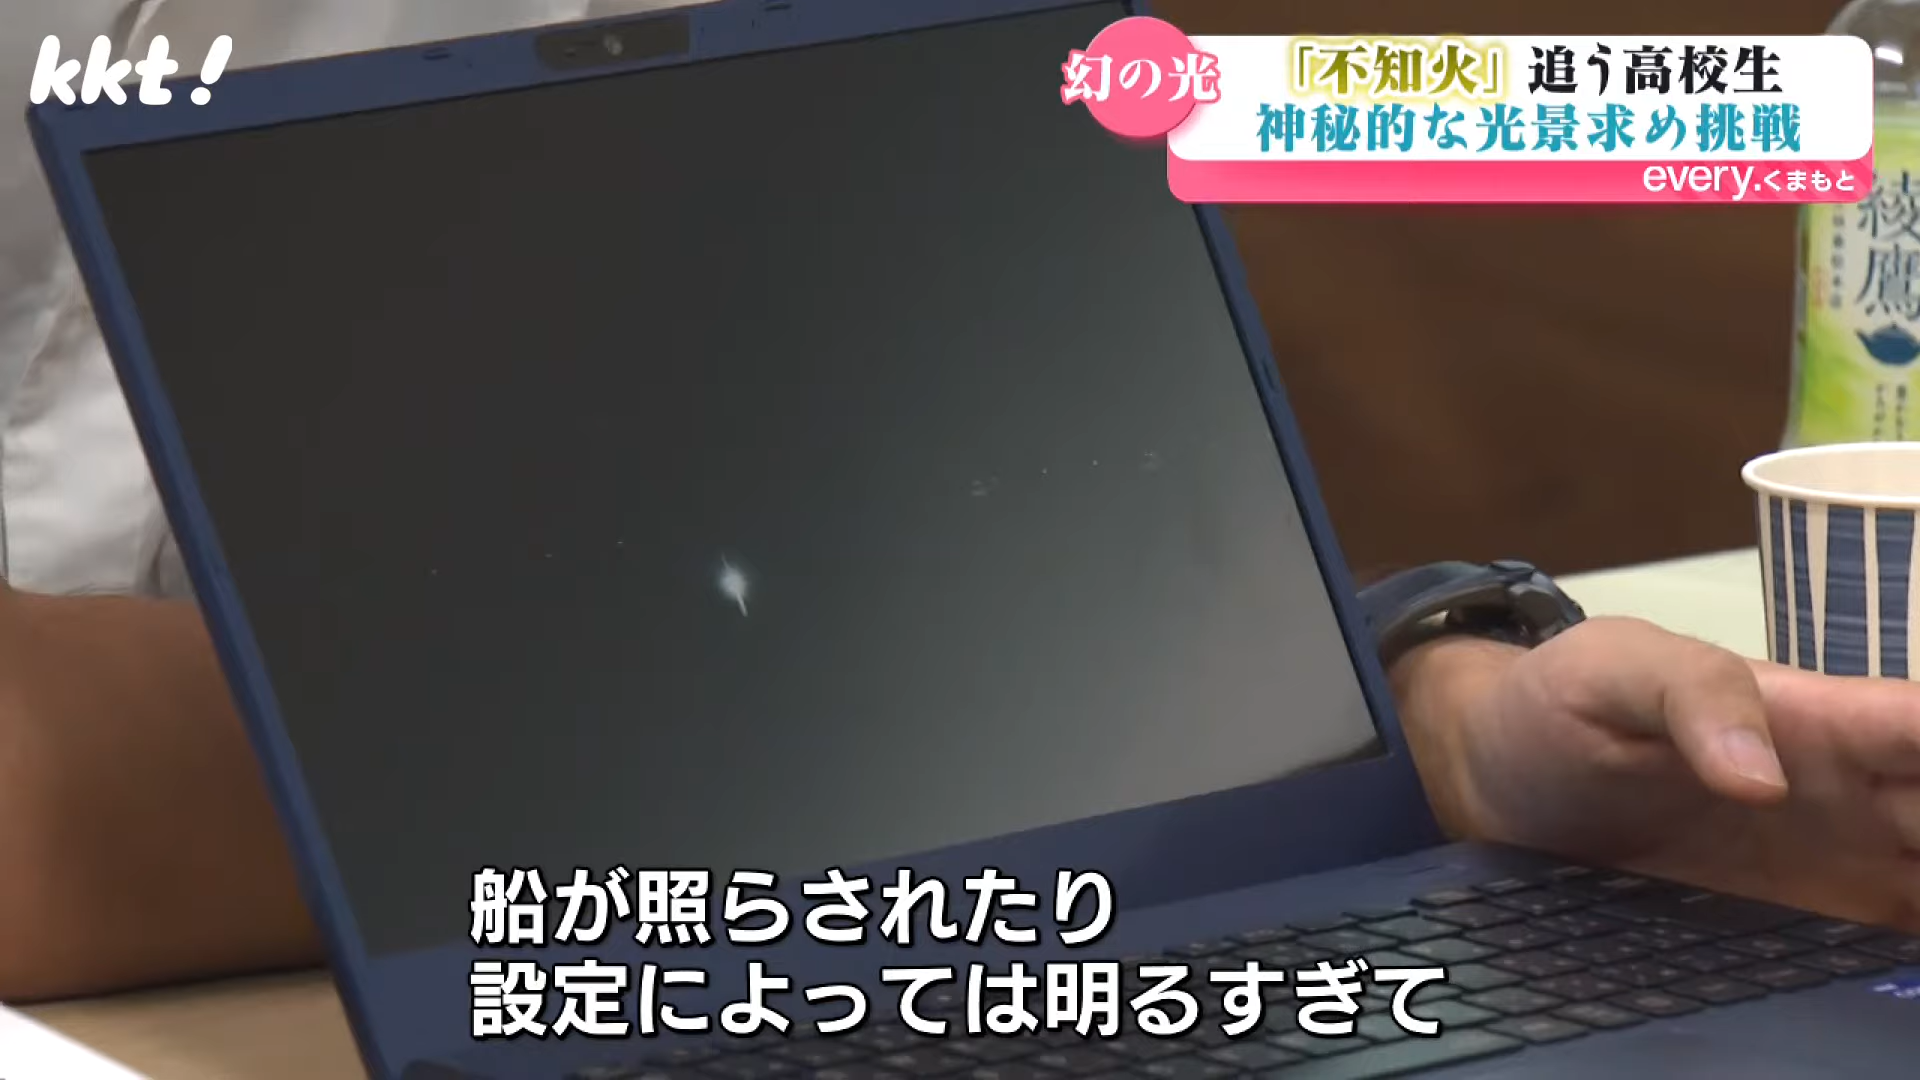 kkt!
幻の光
「不知火」追う高校生
神秘的な光景求め挑戦
every.くまもと
綾鷹
船が照らされたり
設定によっては明るすぎて